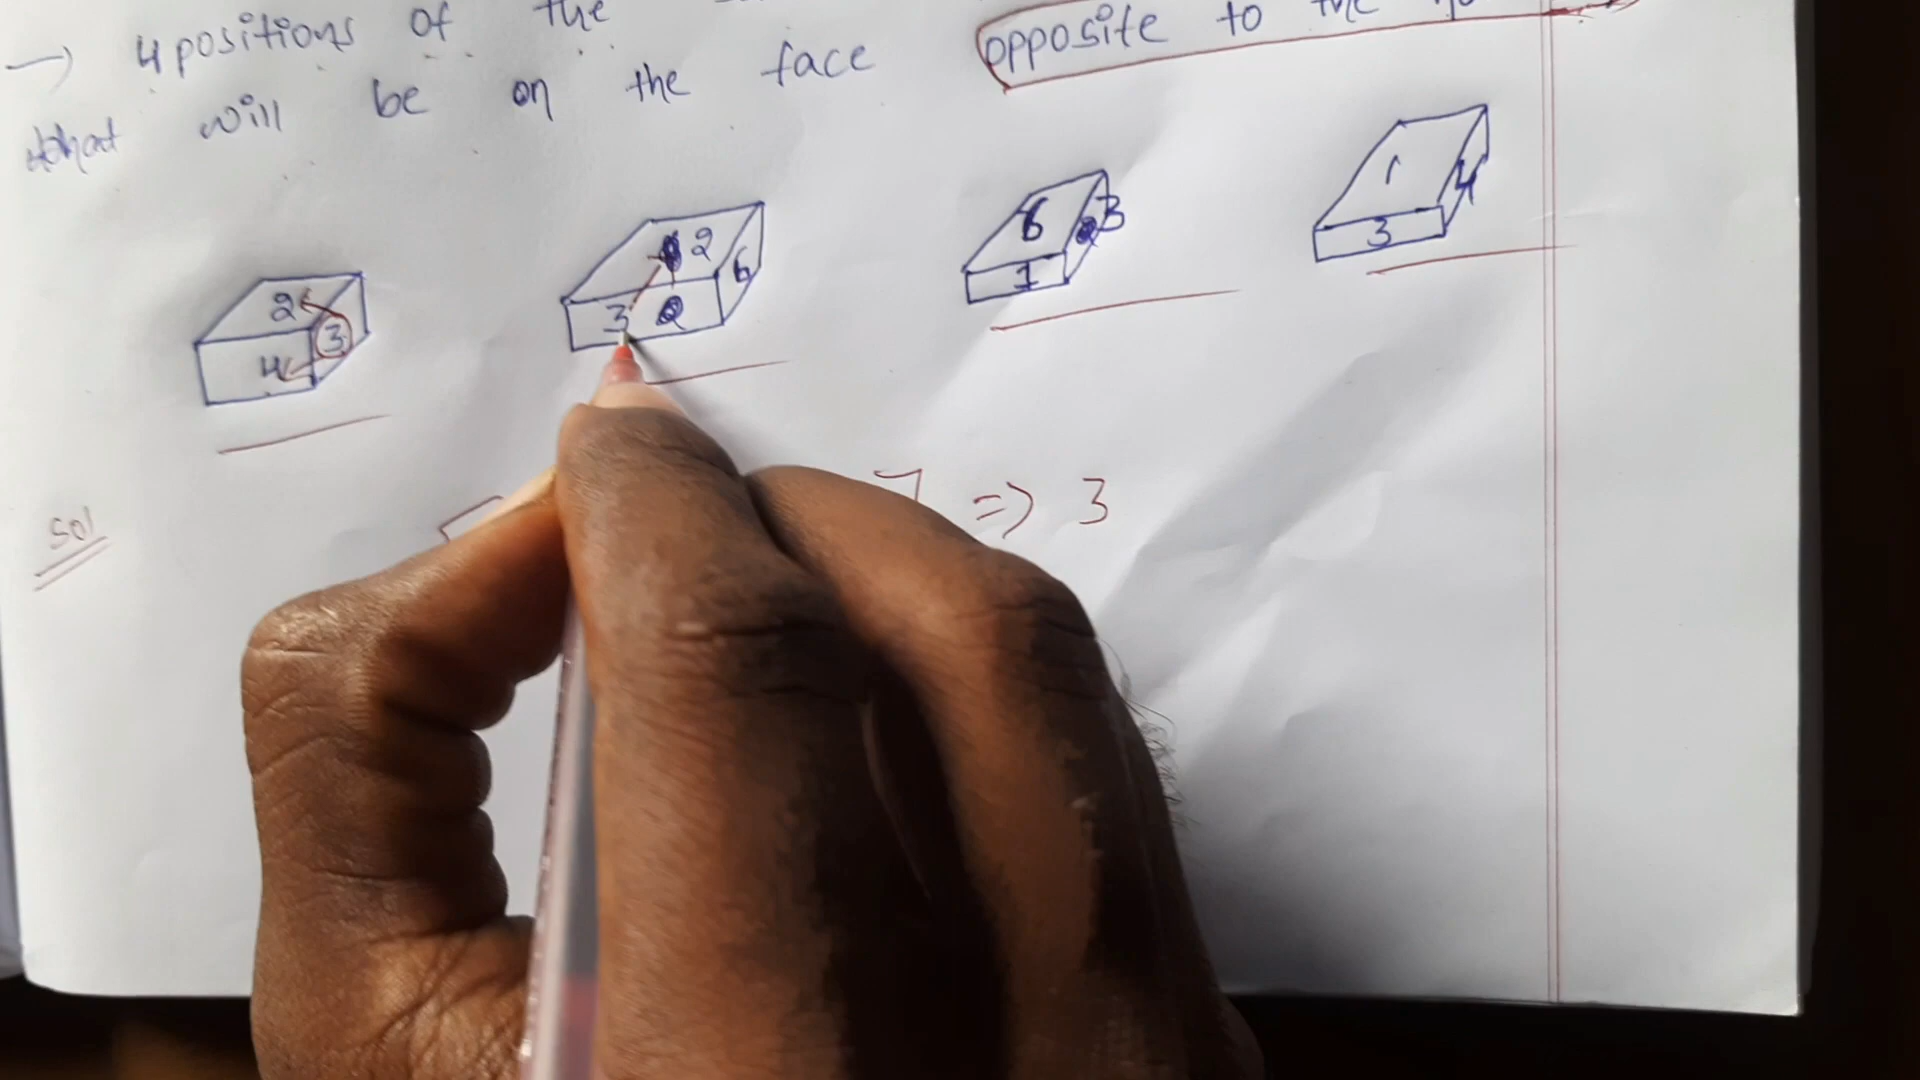 → 4 positions of the
what will be on the face opposite to the
2 3 4
2 6 3
6 3 1
1 4 3
Sol
7 => 3